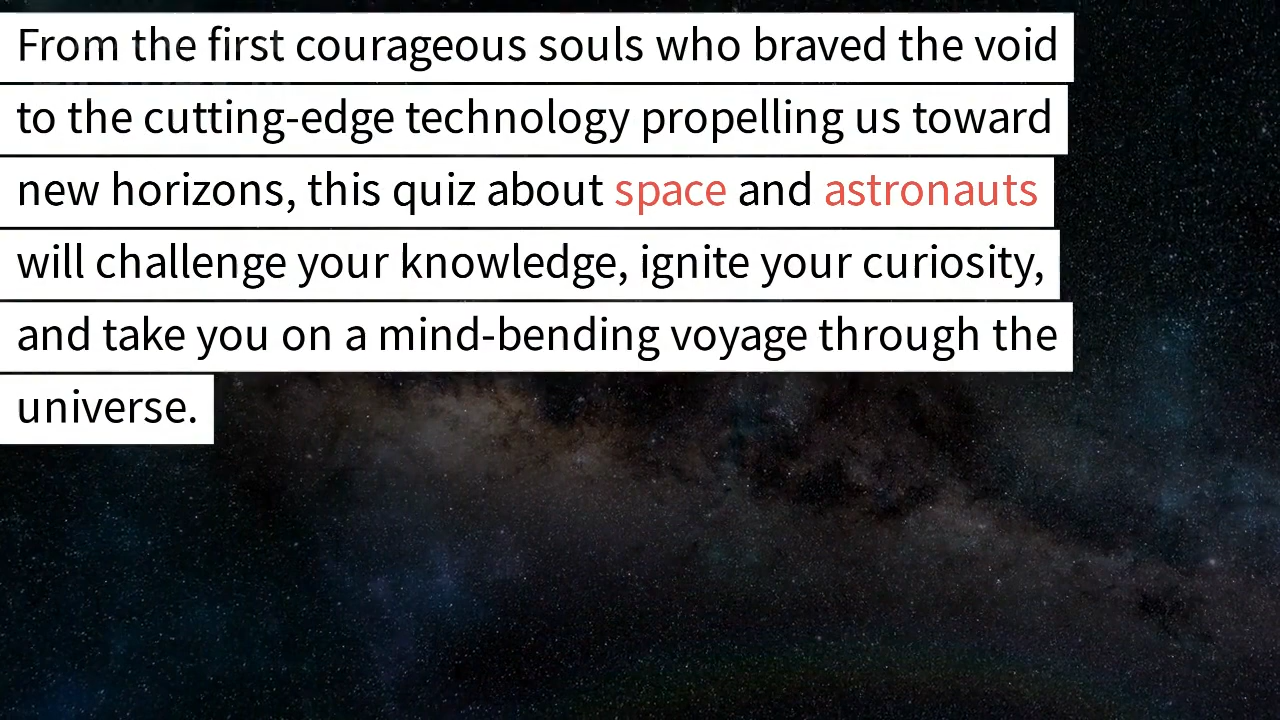 From the first courageous souls who braved the void
to the cutting-edge technology propelling us toward
new horizons, this quiz about space and astronauts
will challenge your knowledge, ignite your curiosity,
and take you on a mind-bending voyage through the
universe.